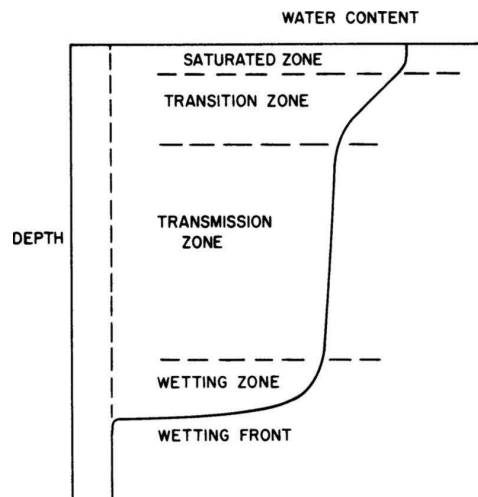 WATER CONTENT
SATURATED ZONE
TRANSITION ZONE
DEPTH
TRANSMISSION
ZONE
WETTING ZONE
WETTING FRONT